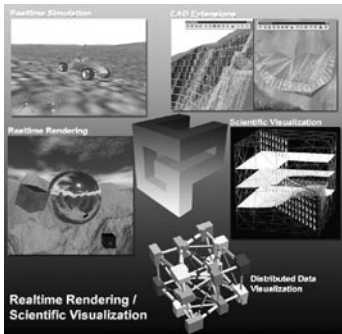 Realtime Simulation
CAD Extensions
Realtime Rendering
Scientific Visualization
Distributed Data
Visualization
Realtime Rendering /
Scientific Visualization